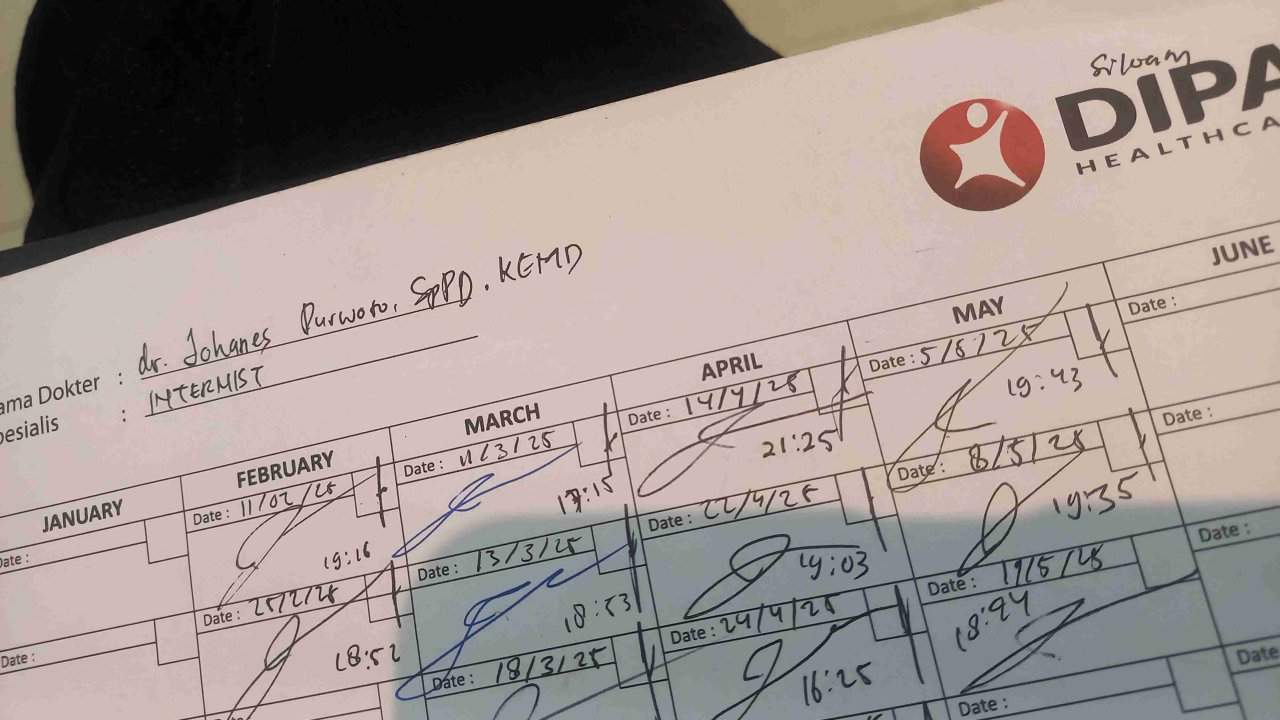 Silvany
DIPA
HEALTHCA
ama Dokter : dr. Johanes Purwoto, SpPD. KEMD
pesialis : INTERMIST
JANUARY
FEBRUARY
MARCH
APRIL
MAY
JUNE
Date :
Date : 11/02/25
19:16
Date : 11/3/25
17:15
Date : 14/4/25
21:25
Date : 5/5/25
19:43
Date :
Date :
Date : 25/2/25
18:52
Date : 13/3/25
18:53
Date : 22/4/25
19:03
Date : 8/5/25
19:35
Date :
Date : 18/3/25
Date : 24/4/25
16:25
Date : 19/5/25
18:24
Date :
Date :
Date